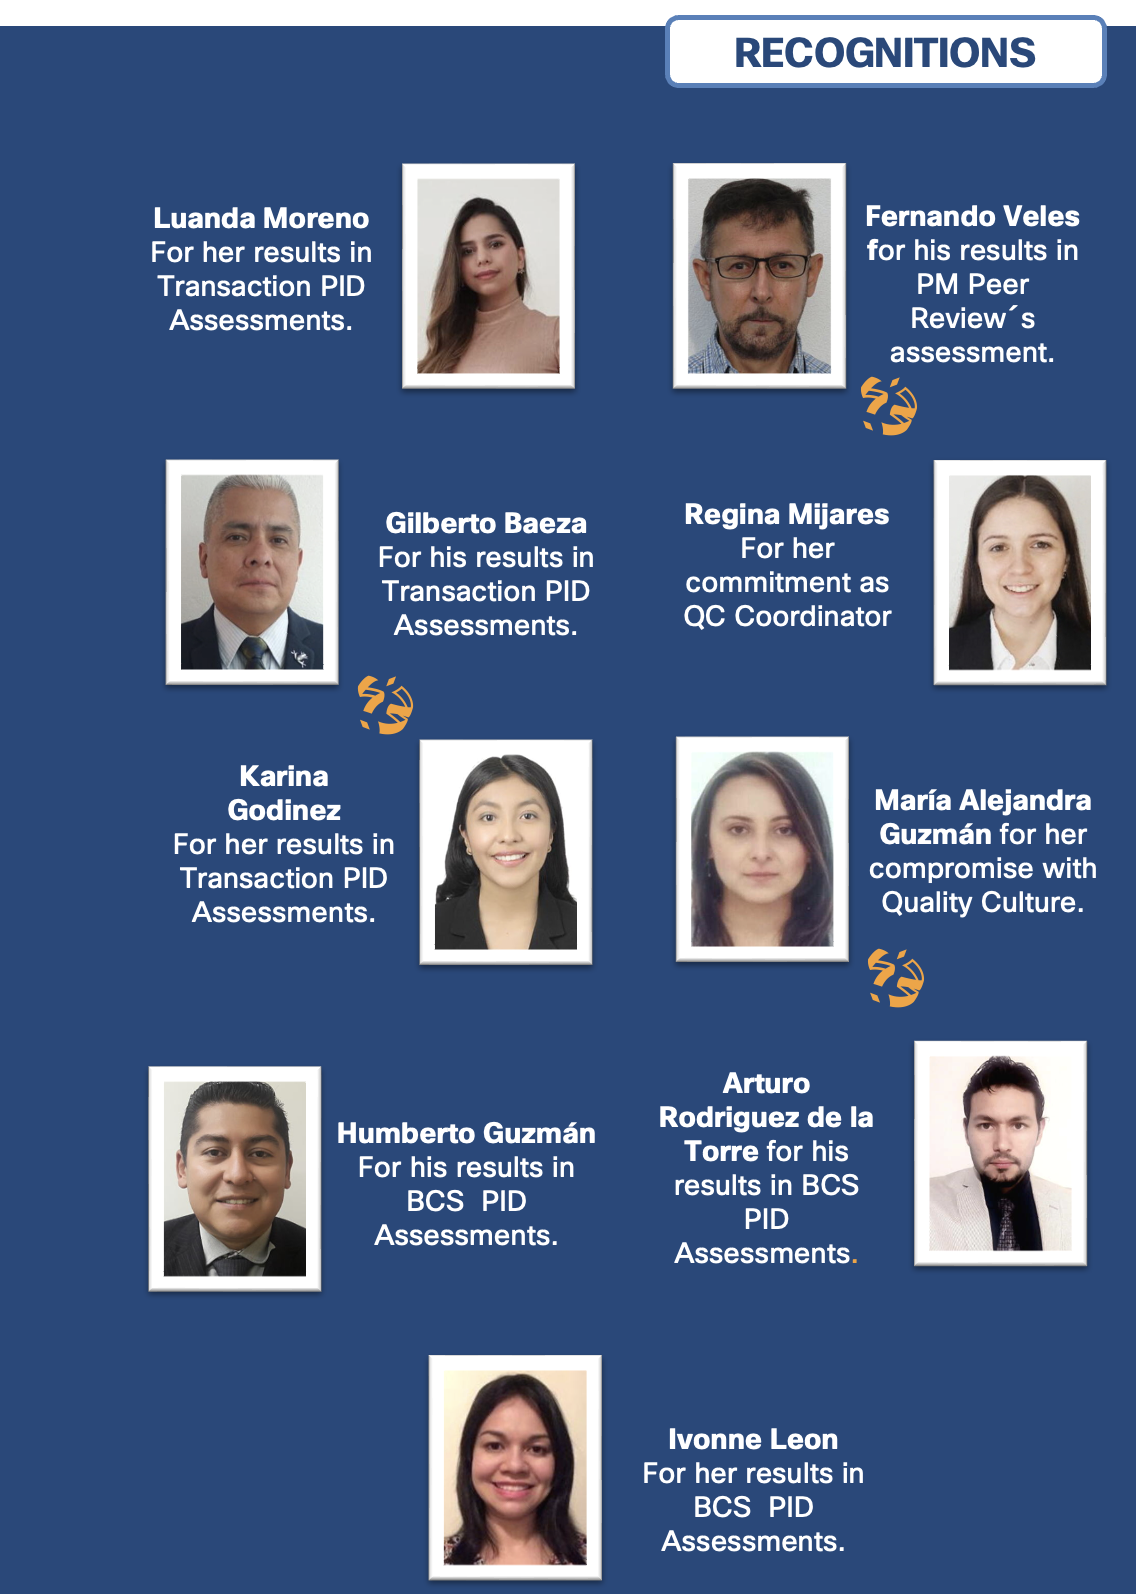 RECOGNITIONS
Luanda Moreno
For her results in
Transaction PID
Assessments.
Fernando Veles
for his results in
PM Peer
Review´s
assessment.
Gilberto Baeza
For his results in
Transaction PID
Assessments.
Regina Mijares
For her
commitment as
QC Coordinator
Karina
Godinez
For her results in
Transaction PID
Assessments.
María Alejandra
Guzmán for her
compromise with
Quality Culture.
Humberto Guzmán
For his results in
BCS  PID
Assessments.
Arturo
Rodriguez de la
Torre for his
results in BCS
PID
Assessments.
Ivonne Leon
For her results in
BCS  PID
Assessments.